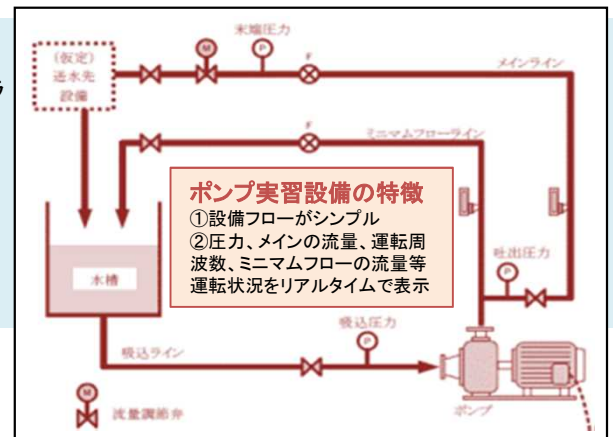 末端圧力
M
P
F
メインライン
(仮定)
送水先
設備
F
ミニマムフローライン
ポンプ実習設備の特徴
①設備フローがシンプル
②圧力、メインの流量、運転周
波数、ミニマムフローの流量等
運転状況をリアルタイムで表示
吐出圧力
P
水槽
吸込圧力
P
吸込ライン
M
流量調節弁
ポンプ